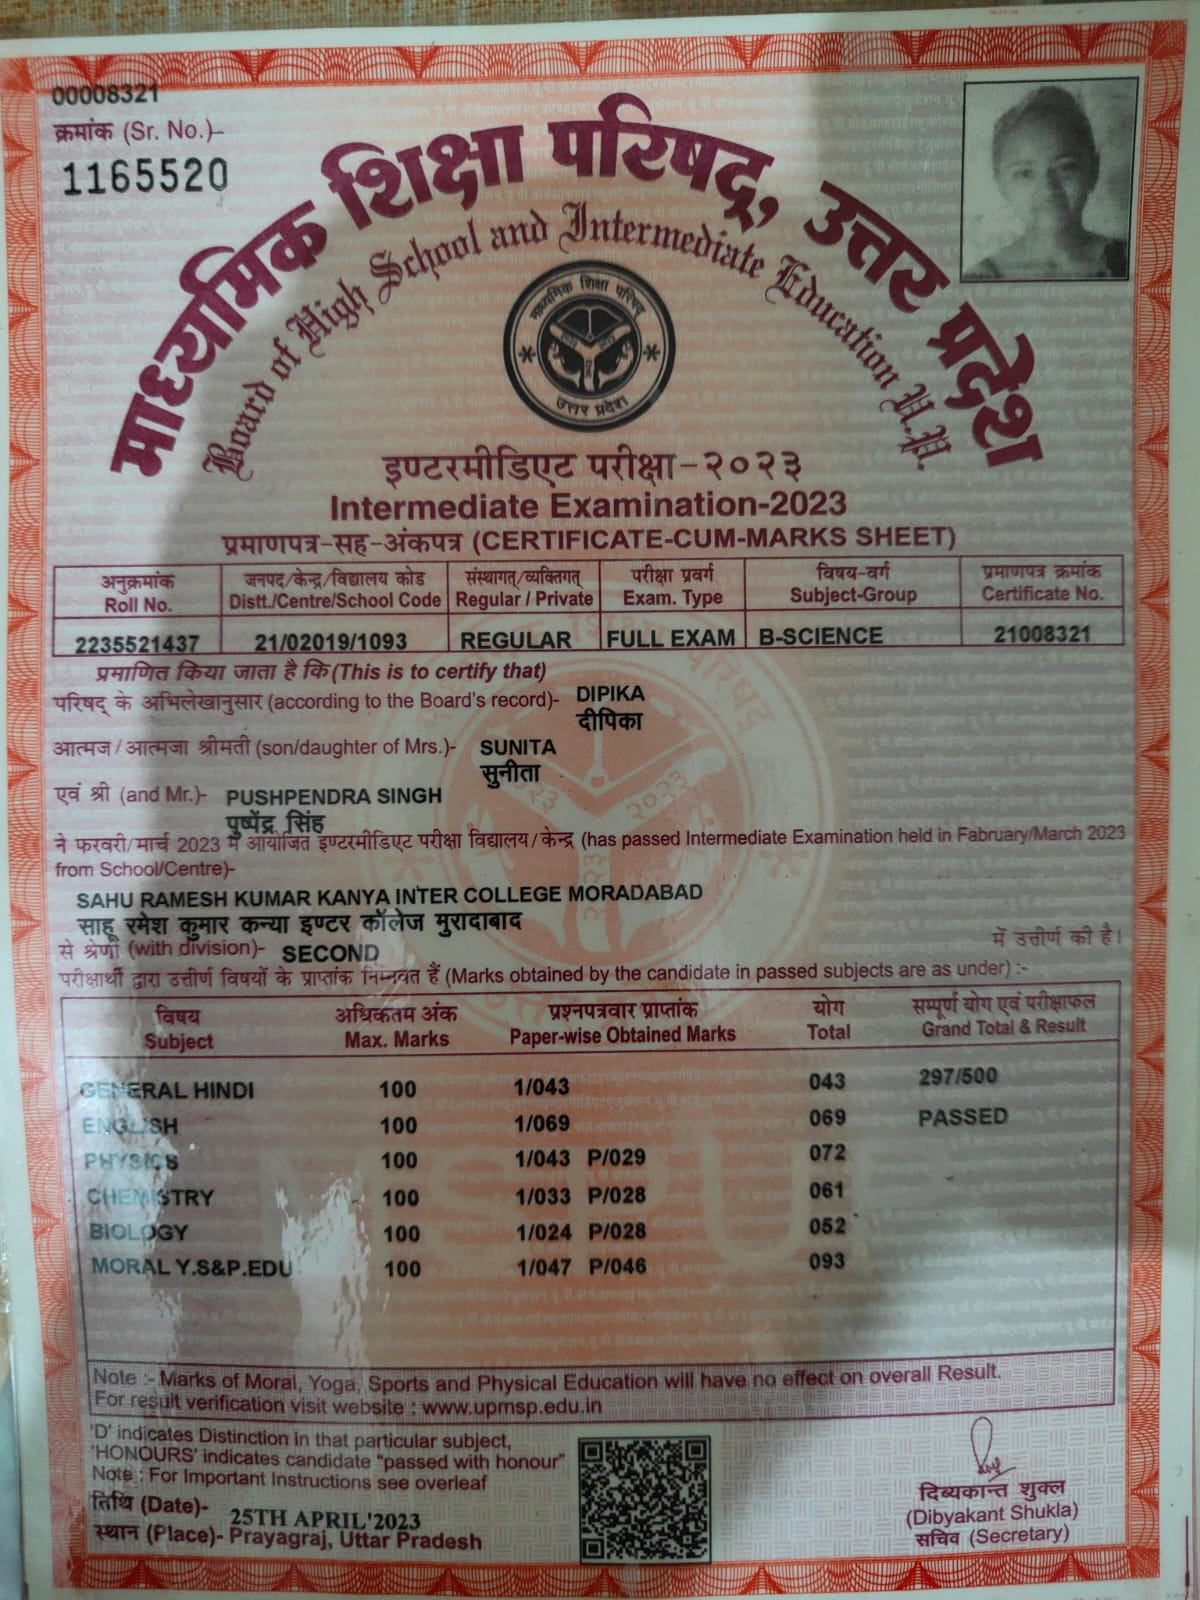 00008321
क्रमांक (Sr. No.)-
1165520
माध्यमिक शिक्षा परिषद्, उत्तर प्रदेश
Board of High School and Intermediate Education U.P.
माध्यमिक शिक्षा परिषद्
उत्तर प्रदेश
इण्टरमीडिएट परीक्षा-२०२३
Intermediate Examination-2023
प्रमाणपत्र-सह-अंकपत्र (CERTIFICATE-CUM-MARKS SHEET)
अनुक्रमांक जनपद/केन्द्र/विद्यालय कोड संस्थागत/व्यक्तिगत परीक्षा प्रवर्ग विषय-वर्ग प्रमाणपत्र क्रमांक
Roll No. Distt./Centre/School Code Regular / Private Exam. Type Subject-Group Certificate No.
2235521437 21/02019/1093 REGULAR FULL EXAM B-SCIENCE 21008321
प्रमाणित किया जाता है कि (This is to certify that)
परिषद् के अभिलेखानुसार (according to the Board's record)- DIPIKA
दीपिका
आत्मज/आत्मजा श्रीमती (son/daughter of Mrs.)- SUNITA
सुनीता
एवं श्री (and Mr.)- PUSHPENDRA SINGH
पुष्पेंद्र सिंह
ने फरवरी/मार्च 2023 में आयोजित इण्टरमीडिएट परीक्षा विद्यालय/केन्द्र (has passed Intermediate Examination held in Fabruary/March 2023
from School/Centre)-
SAHU RAMESH KUMAR KANYA INTER COLLEGE MORADABAD
साहू रमेश कुमार कन्या इण्टर कॉलेज मुरादाबाद
से श्रेणी (with division)- SECOND में उत्तीर्ण की है।
परीक्षार्थी द्वारा उत्तीर्ण विषयों के प्राप्तांक निम्नवत हैं (Marks obtained by the candidate in passed subjects are as under) :-
विषय अधिकतम अंक प्रश्नपत्रवार प्राप्तांक योग सम्पूर्ण योग एवं परीक्षाफल
Subject Max. Marks Paper-wise Obtained Marks Total Grand Total & Result
GENERAL HINDI 100 1/043 043 297/500
ENGLISH 100 1/069 069 PASSED
PHYSICS 100 1/043 P/029 072
CHEMISTRY 100 1/033 P/028 061
BIOLOGY 100 1/024 P/028 052
MORAL Y.S&P.EDU 100 1/047 P/046 093
Note :- Marks of Moral, Yoga, Sports and Physical Education will have no effect on overall Result.
For result verification visit website : www.upmsp.edu.in
'D' indicates Distinction in that particular subject,
'HONOURS' indicates candidate "passed with honour"
Note : For Important Instructions see overleaf
तिथि (Date)- 25TH APRIL'2023
स्थान (Place)- Prayagraj, Uttar Pradesh
दिब्यकान्त शुक्ल
(Dibyakant Shukla)
सचिव (Secretary)